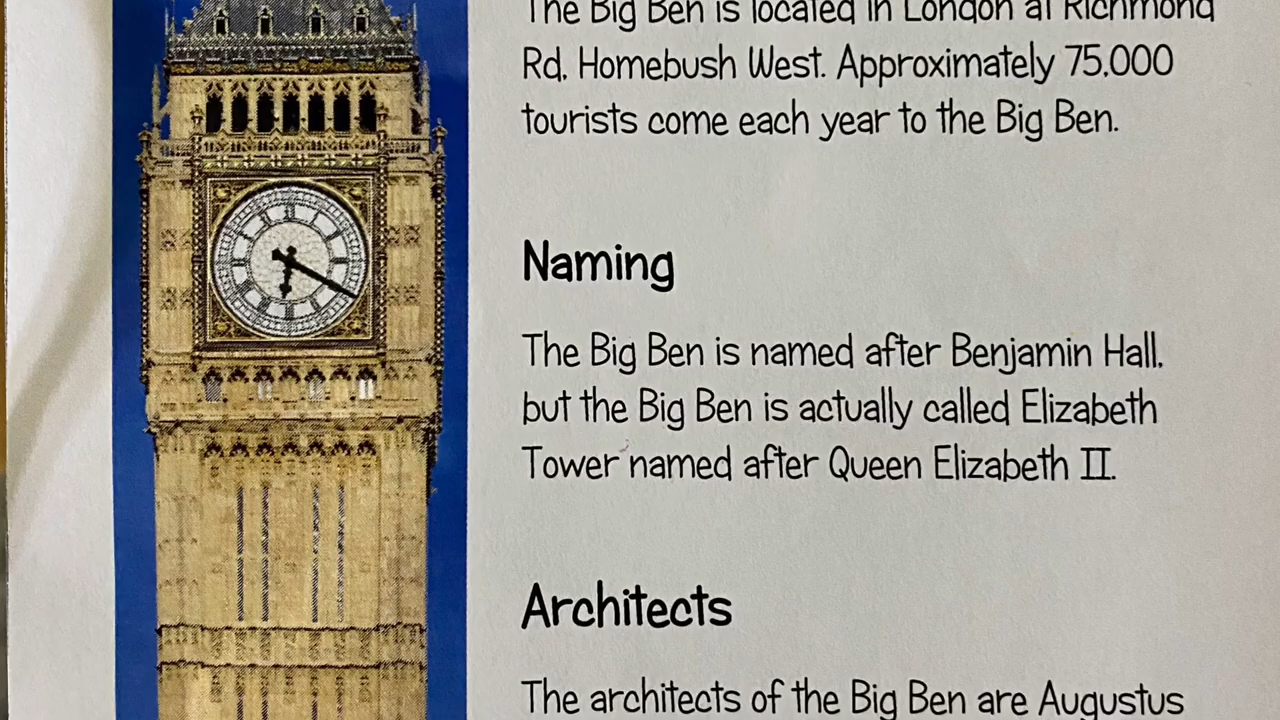 The Big Ben is located in London at Richmond
Rd, Homebush West. Approximately 75,000
tourists come each year to the Big Ben.
Naming
The Big Ben is named after Benjamin Hall,
but the Big Ben is actually called Elizabeth
Tower named after Queen Elizabeth II.
Architects
The architects of the Big Ben are Augustus